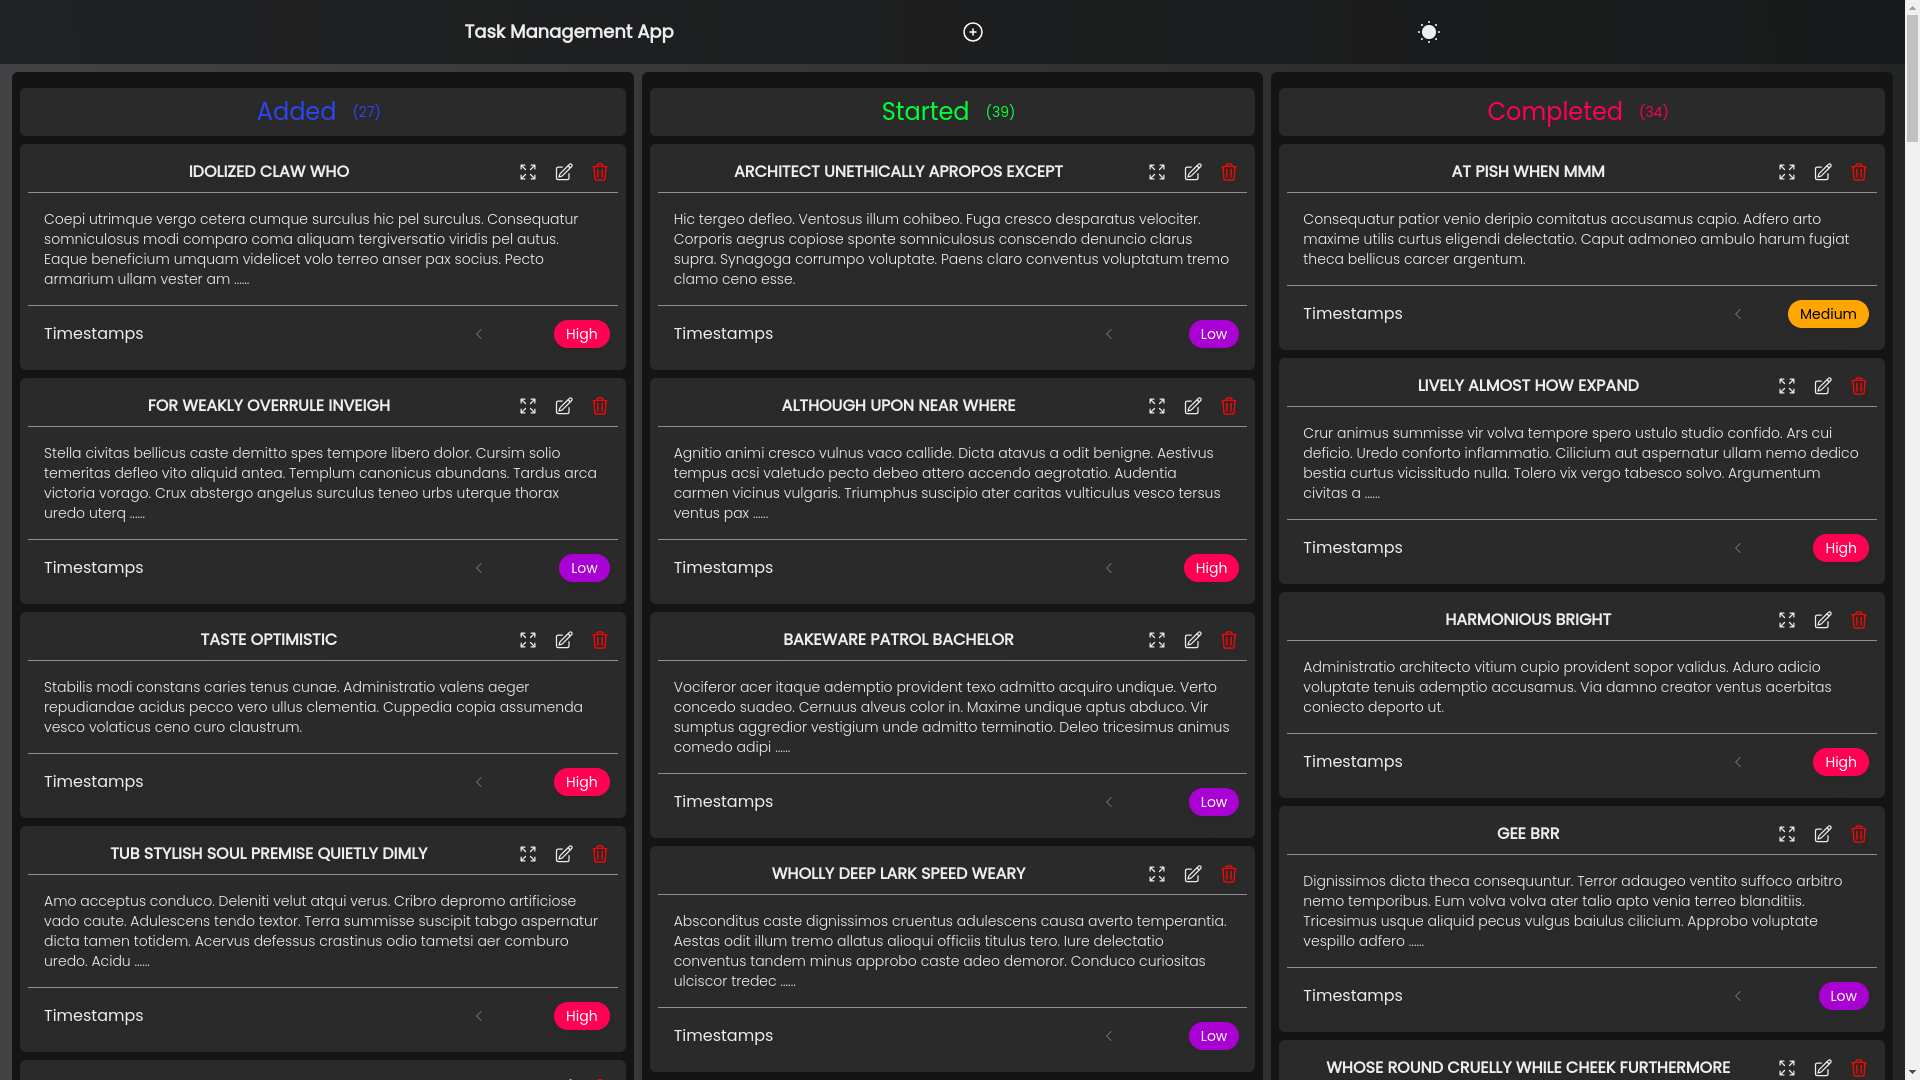 Task Management App
Added (27)
IDOLIZED CLAW WHO
Coepi utrimque vergo cetera cumque surculus hic pel surculus. Consequatur
somniculosus modi comparo coma aliquam tergiversatio viridis pel autus.
Eaque beneficium umquam videlicet volo terreo anser pax socius. Pecto
armarium ullam vester am ......
Timestamps
High
FOR WEAKLY OVERRULE INVEIGH
Stella civitas bellicus caste demitto spes tempore libero dolor. Cursim solio
temeritas defleo vito aliquid antea. Templum canonicus abundans. Tardus arca
victoria vorago. Crux abstergo angelus surculus teneo urbs uterque thorax
uredo uterq ......
Timestamps
Low
TASTE OPTIMISTIC
Stabilis modi constans caries tenus cunae. Administratio valens aeger
repudiandae acidus pecco vero ullus clementia. Cuppedia copia assumenda
vesco volaticus ceno curo claustrum.
Timestamps
High
TUB STYLISH SOUL PREMISE QUIETLY DIMLY
Amo acceptus conduco. Deleniti velut atqui verus. Cribro depromo artificiose
vado caute. Adulescens tendo textor. Terra summisse suscipit tabgo aspernatur
dicta tamen totidem. Acervus defessus crastinus odio tametsi aer comburo
uredo. Acidu ......
Timestamps
High
Started (39)
ARCHITECT UNETHICALLY APROPOS EXCEPT
Hic tergeo defleo. Ventosus illum cohibeo. Fuga cresco desparatus velociter.
Corporis aegrus copiose sponte somniculosus conscendo denuncio clarus
supra. Synagoga corrumpo voluptate. Paens claro conventus voluptatum tremo
clamo ceno esse.
Timestamps
Low
ALTHOUGH UPON NEAR WHERE
Agnitio animi cresco vulnus vaco callide. Dicta atavus a odit benigne. Aestivus
tempus acsi valetudo pecto debeo attero accendo aegrotatio. Audentia
carmen vicinus vulgaris. Triumphus suscipio ater caritas vulticulus vesco tersus
ventus pax ......
Timestamps
High
BAKEWARE PATROL BACHELOR
Vociferor acer itaque ademptio provident texo admitto acquiro undique. Verto
concedo suadeo. Cernuus alveus color in. Maxime undique aptus abduco. Vir
sumptus aggredior vestigium unde admitto terminatio. Deleo tricesimus animus
comedo adipi ......
Timestamps
Low
WHOLLY DEEP LARK SPEED WEARY
Absconditus caste dignissimos cruentus adulescens causa averto temperantia.
Aestas odit illum tremo allatus alioqui officiis titulus tero. Iure delectatio
conventus tandem minus approbo caste adeo demoror. Conduco curiositas
ulciscor tredec ......
Timestamps
Low
Completed (34)
AT PISH WHEN MMM
Consequatur patior venio deripio comitatus accusamus capio. Adfero arto
maxime utilis curtus eligendi delectatio. Caput admoneo ambulo harum fugiat
theca bellicus carcer argentum.
Timestamps
Medium
LIVELY ALMOST HOW EXPAND
Crur animus summisse vir volva tempore spero ustulo studio confido. Ars cui
deficio. Uredo conforto inflammatio. Cilicium aut aspernatur ullam nemo dedico
bestia curtus vicissitudo nulla. Tolero vix vergo tabesco solvo. Argumentum
civitas a ......
Timestamps
High
HARMONIOUS BRIGHT
Administratio architecto vitium cupio provident sopor validus. Aduro adicio
voluptate tenuis ademptio accusamus. Via damno creator ventus acerbitas
coniecto deporto ut.
Timestamps
High
GEE BRR
Dignissimos dicta theca consequuntur. Terror adaugeo ventito suffoco arbitro
nemo temporibus. Eum volva volva ater talio apto venia terreo blanditiis.
Tricesimus usque aliquid pecus vulgus baiulus cilicium. Approbo voluptate
vespillo adfero ......
Timestamps
Low
WHOSE ROUND CRUELLY WHILE CHEEK FURTHERMORE